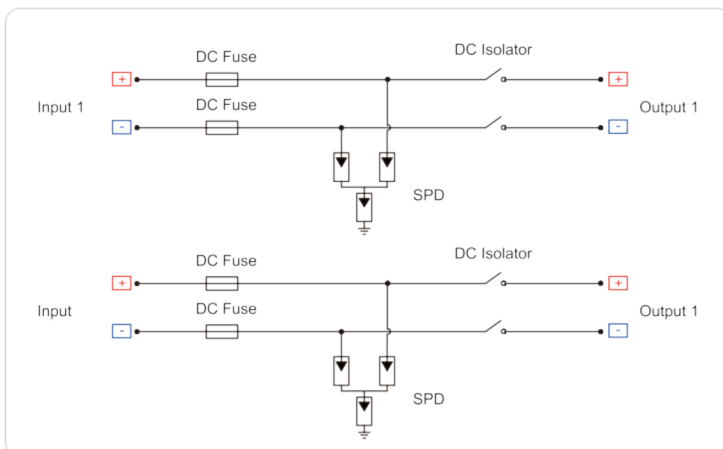 DC Fuse
DC Isolator
+
+
Input 1
DC Fuse
Output 1
-
-
SPD
DC Fuse
DC Isolator
+
+
Input
DC Fuse
Output 1
-
-
SPD